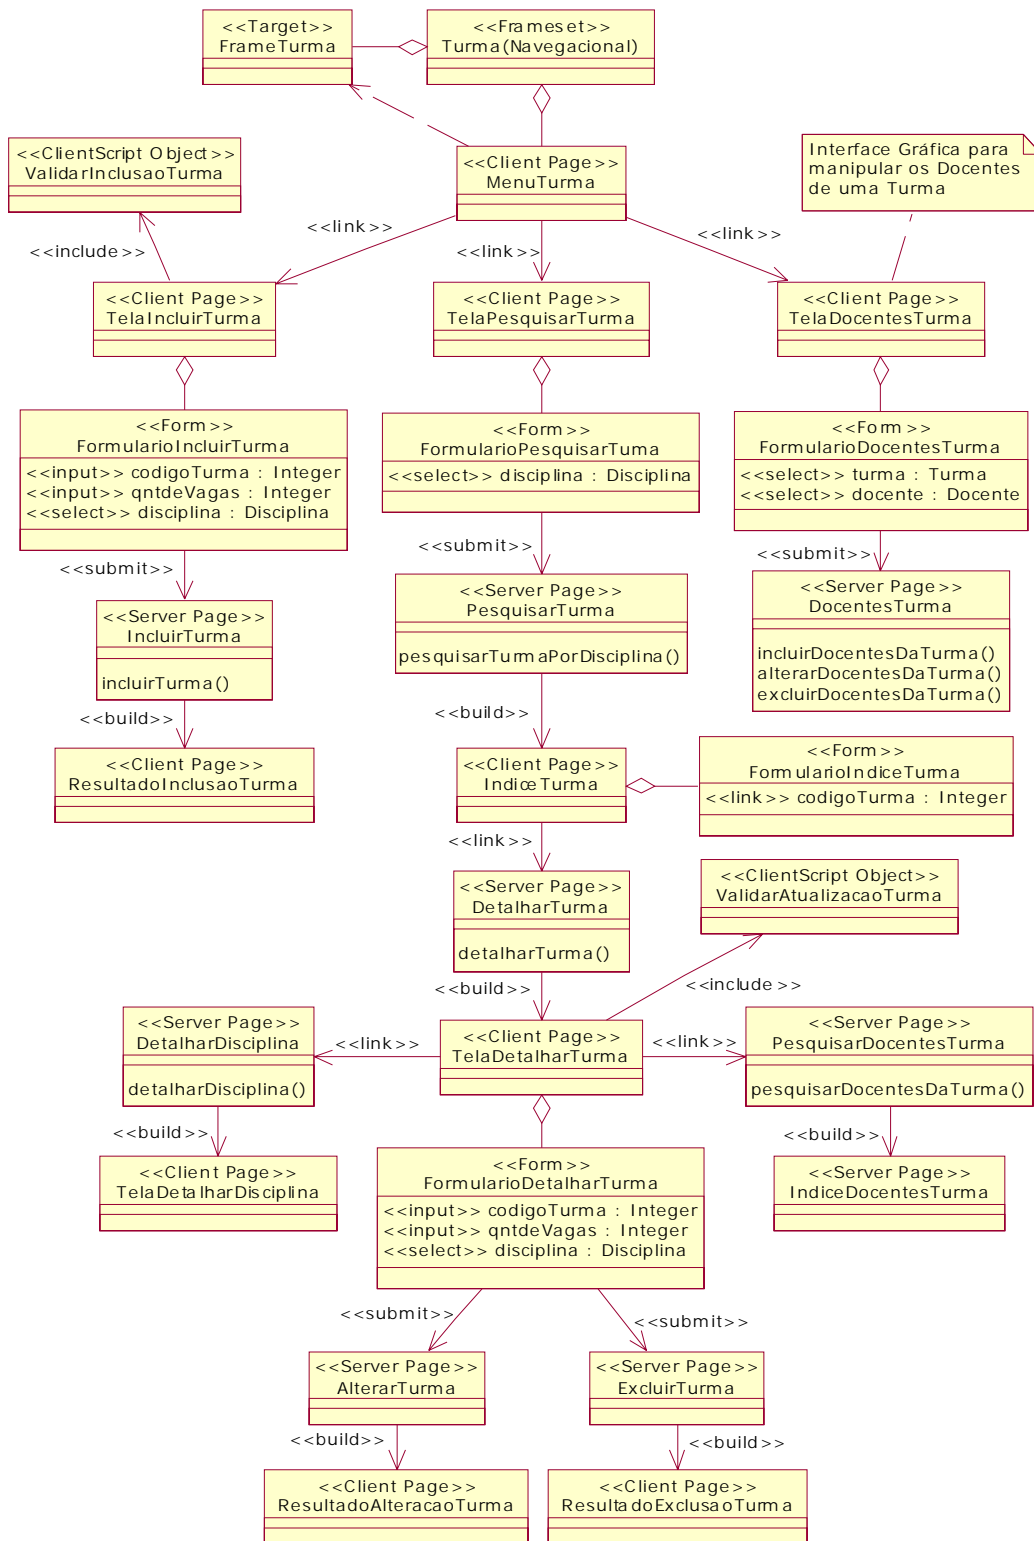 <<Target>>
FrameTurma
<<Frameset>>
Turma(Navegacional)
<<ClientScript Object>>
ValidarInclusaoTurma
<<Client Page>>
MenuTurma
Interface Gráfica para
manipular os Docentes
de uma Turma
<<include>>
<<link>>
<<link>>
<<link>>
<<Client Page>>
TelaIncluirTurma
<<Client Page>>
TelaPesquisarTurma
<<Client Page>>
TelaDocentesTurma
<<Form>>
FormularioIncluirTurma
<<input>> codigoTurma : Integer
<<input>> qntdeVagas : Integer
<<select>> disciplina : Disciplina
<<Form>>
FormularioPesquisarTuma
<<select>> disciplina : Disciplina
<<Form>>
FormularioDocentesTurma
<<select>> turma : Turma
<<select>> docente : Docente
<<submit>>
<<submit>>
<<submit>>
<<Server Page>>
IncluirTurma
incluirTurma()
<<Server Page>>
PesquisarTurma
pesquisarTurmaPorDisciplina()
<<Server Page>>
DocentesTurma
incluirDocentesDaTurma()
alterarDocentesDaTurma()
excluirDocentesDaTurma()
<<build>>
<<build>>
<<Client Page>>
ResultadoInclusaoTurma
<<Client Page>>
IndiceTurma
<<Form>>
FormularioIndiceTurma
<<link>> codigoTurma : Integer
<<link>>
<<Server Page>>
DetalharTurma
detalharTurma()
<<ClientScript Object>>
ValidarAtualizacaoTurma
<<build>>
<<include >>
<<Server Page>>
DetalharDisciplina
detalharDisciplina()
<<link>>
<<Client Page>>
TelaDetalharTurma
<<link>>
<<Server Page>>
PesquisarDocentesTurma
pesquisarDocentesDaTurma()
<<build>>
<<build>>
<<Client Page>>
TelaDetalharDisciplina
<<Form>>
FormularioDetalharTurma
<<input>> codigoTurma : Integer
<<input>> qntdeVagas : Integer
<<select>> disciplina : Disciplina
<<Server Page>>
IndiceDocentesTurma
<<submit>>
<<submit>>
<<Server Page>>
AlterarTurma
<<Server Page>>
ExcluirTurma
<<build>>
<<build>>
<<Client Page>>
ResultadoAlteracaoTurma
<<Client Page>>
ResultadoExclusaoTurma